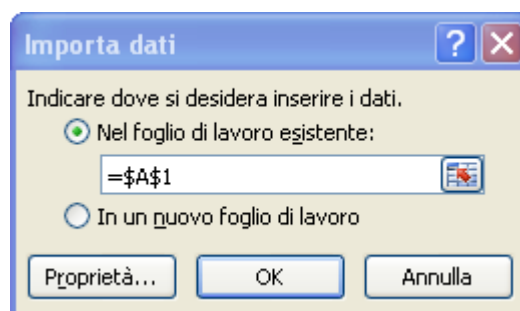 Importa dati
Indicare dove si desidera inserire i dati.
Nel foglio di lavoro esistente:
=$A$1
In un nuovo foglio di lavoro
Proprietà... OK Annulla